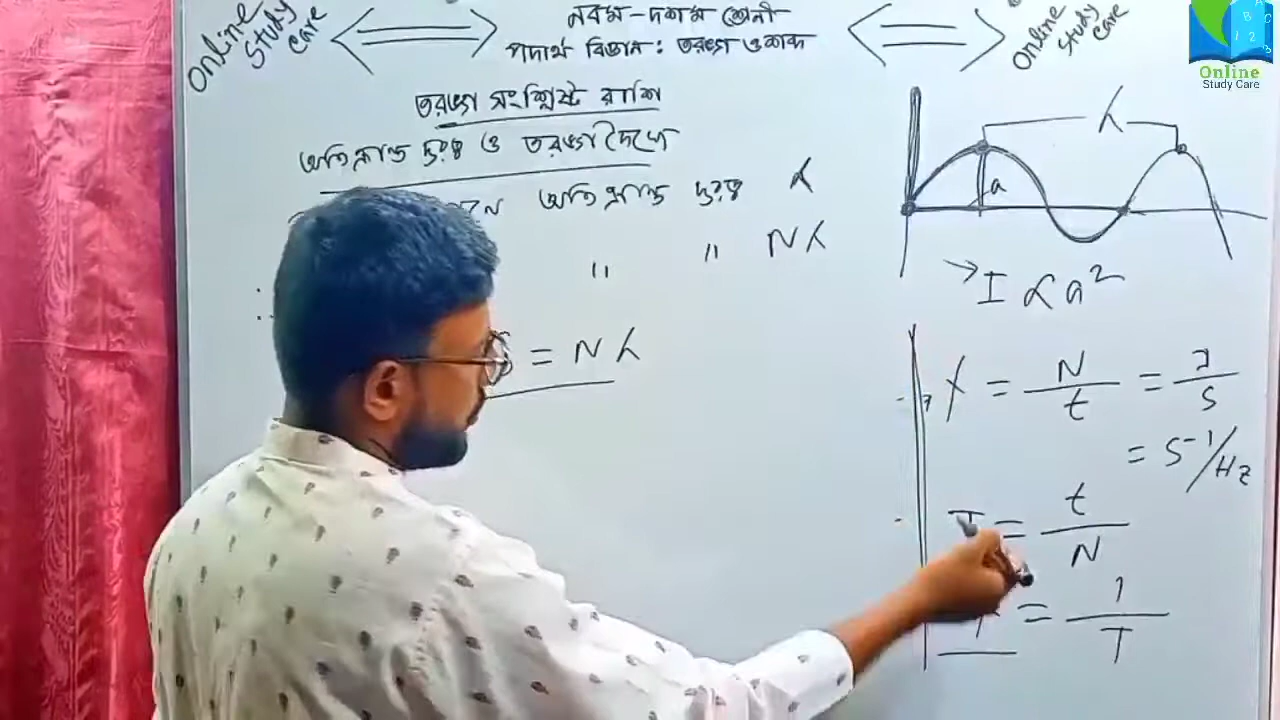 Online Study Care
নবম-দশম শ্রেনী
পদার্থ বিজ্ঞান : তরঙ্গ ও শব্দ
Online Study Care
Online
Study Care
তরঙ্গ সংশ্লিষ্ট রাশি
অতিক্রান্ত দূরত্ব ও তরঙ্গদৈর্ঘ্য
অতিক্রান্ত দূরত্ব λ
" " Nλ
∴
= Nλ
λ
a
→ I ∝ a²
f = N/t = 1/s
= s⁻¹/Hz
T = t/N
= 1/T